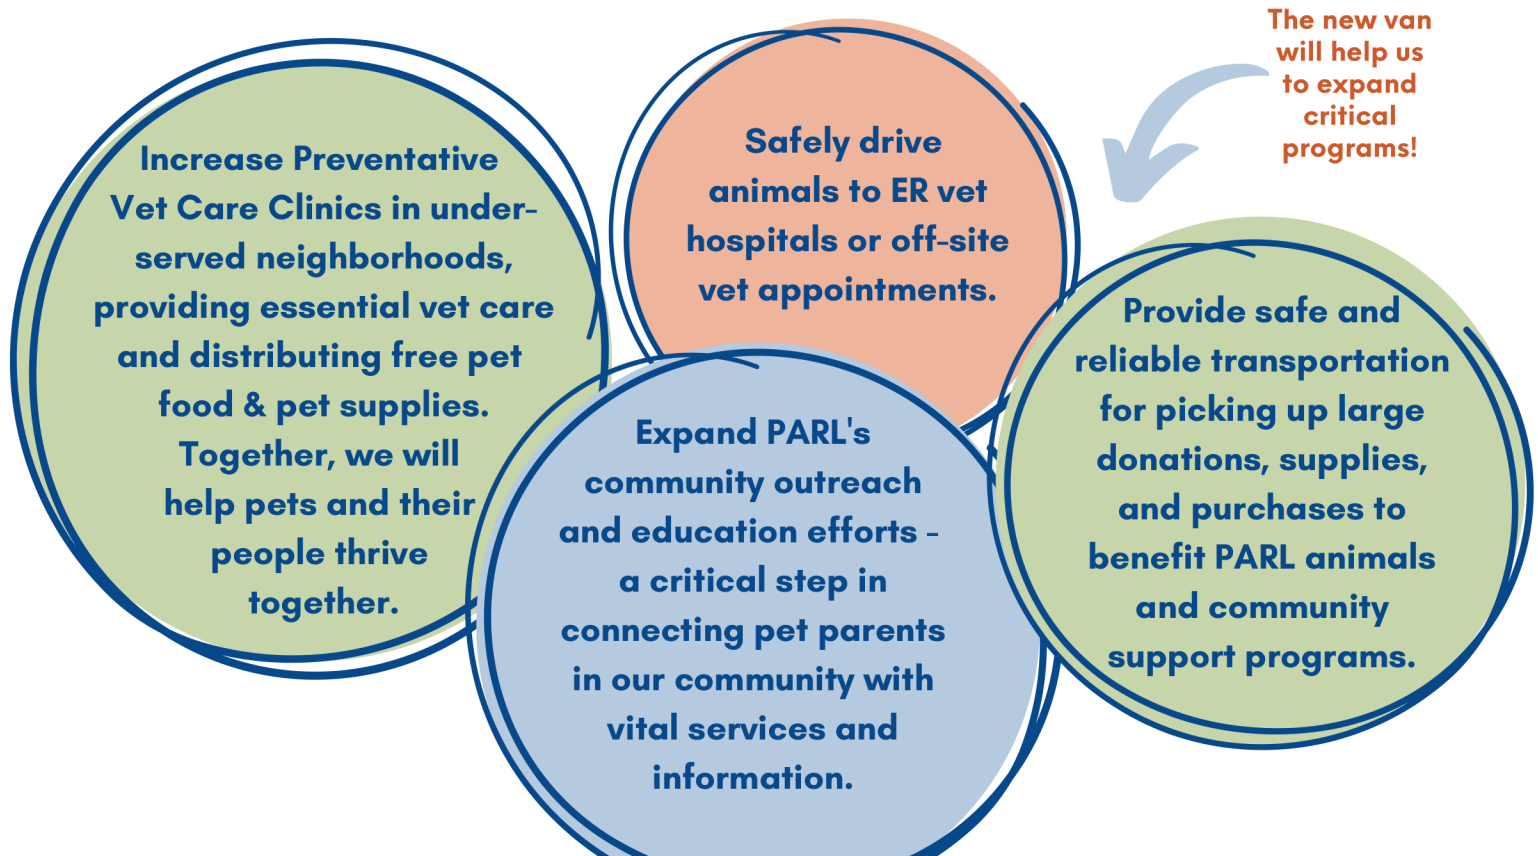 The new van
will help us
to expand
critical
programs!
Increase Preventative
Vet Care Clinics in under-
served neighborhoods,
providing essential vet care
and distributing free pet
food & pet supplies.
Together, we will
help pets and their
people thrive
together.
Safely drive
animals to ER vet
hospitals or off-site
vet appointments.
Expand PARL's
community outreach
and education efforts -
a critical step in
connecting pet parents
in our community with
vital services and
information.
Provide safe and
reliable transportation
for picking up large
donations, supplies,
and purchases to
benefit PARL animals
and community
support programs.